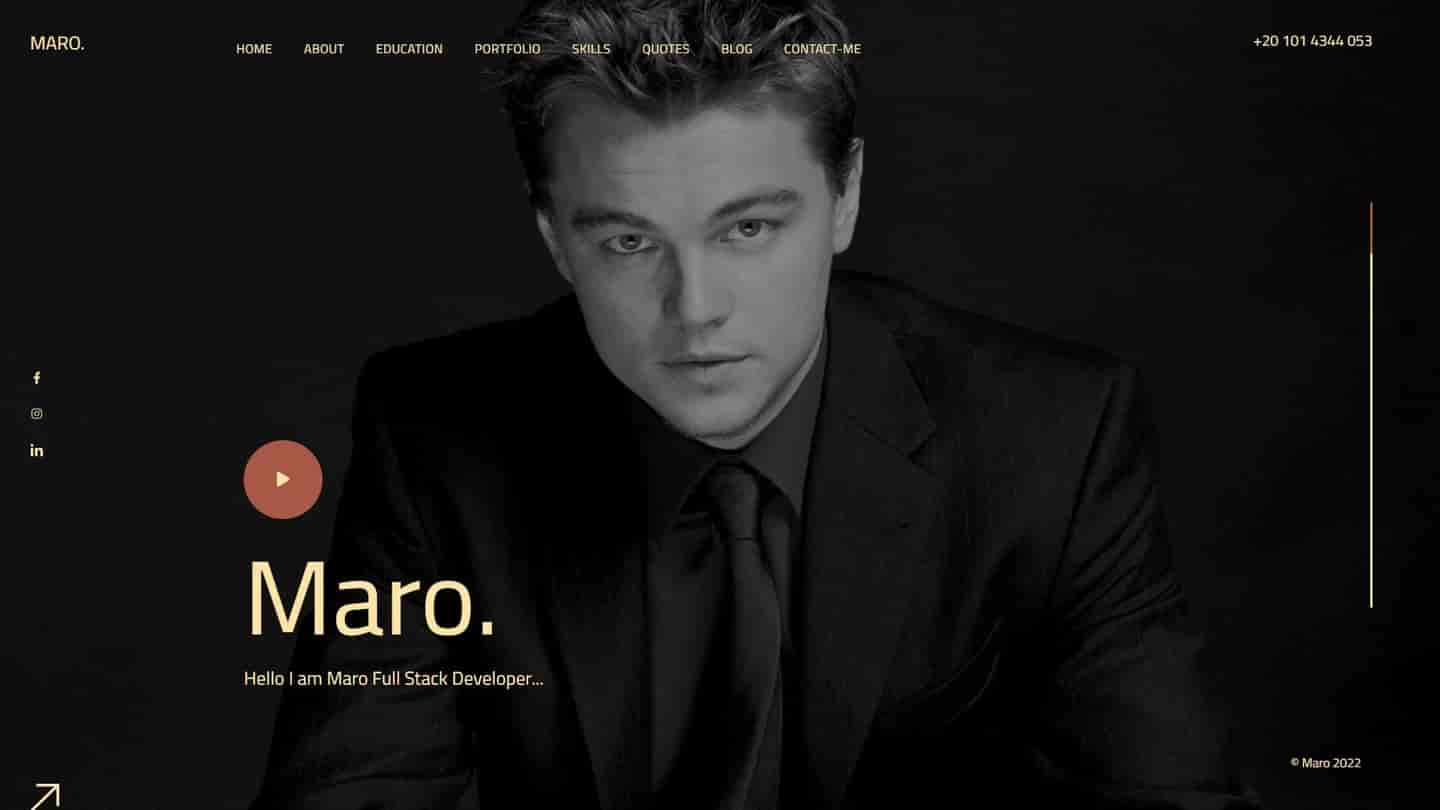 MARO.
HOME ABOUT EDUCATION PORTFOLIO SKILLS QUOTES BLOG CONTACT-ME
+20 101 4344 053
f
in
Maro.
Hello I am Maro Full Stack Developer...
© Maro 2022